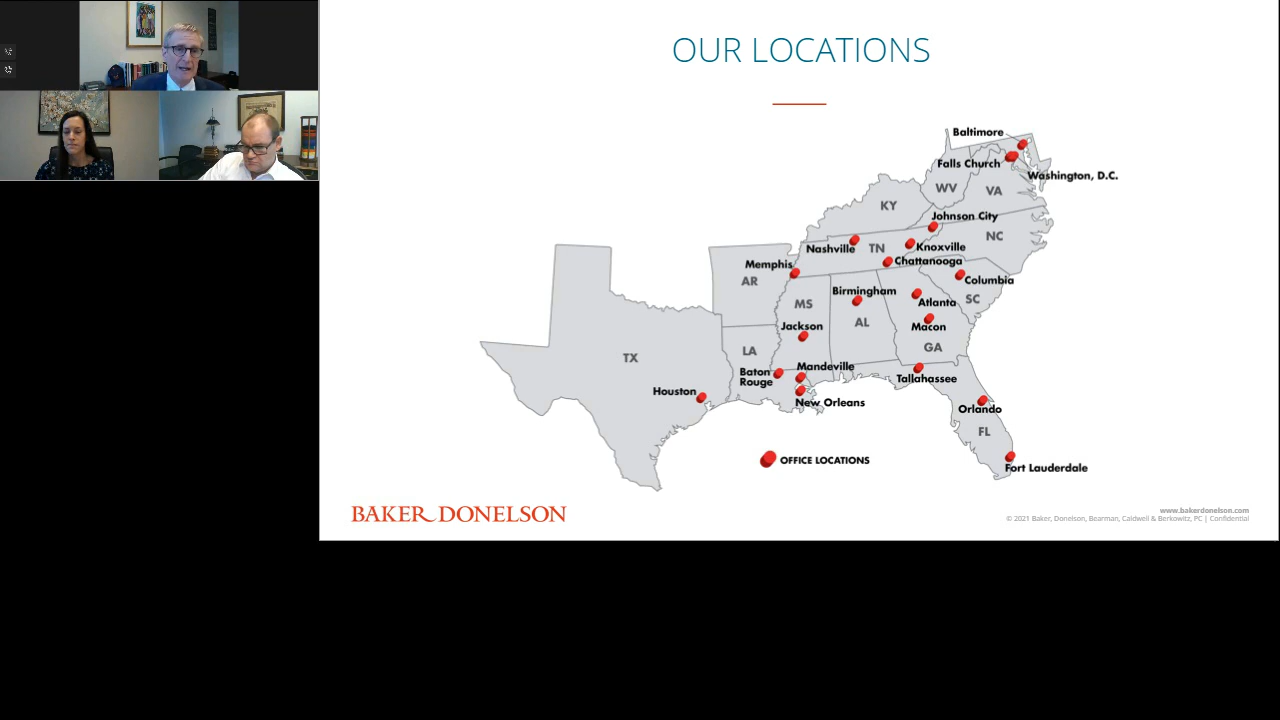 OUR LOCATIONS
Baltimore
Falls Church
Washington, D.C.
WV
VA
KY
Johnson City
NC
Nashville
TN
Knoxville
Chattanooga
Memphis
AR
Columbia
Birmingham
Atlanta
SC
MS
Jackson
AL
Macon
GA
LA
TX
Baton
Rouge
Mandeville
Tallahassee
Houston
New Orleans
Orlando
FL
Fort Lauderdale
OFFICE LOCATIONS
BAKER DONELSON
www.bakerdonelson.com
© 2021 Baker, Donelson, Bearman, Caldwell & Berkowitz, PC | Confidential